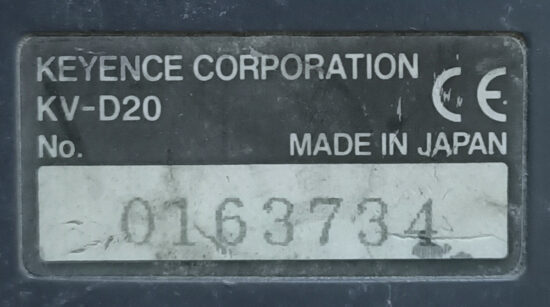 KEYENCE CORPORATION
KV-D20
CE
No.
MADE IN JAPAN
0163734